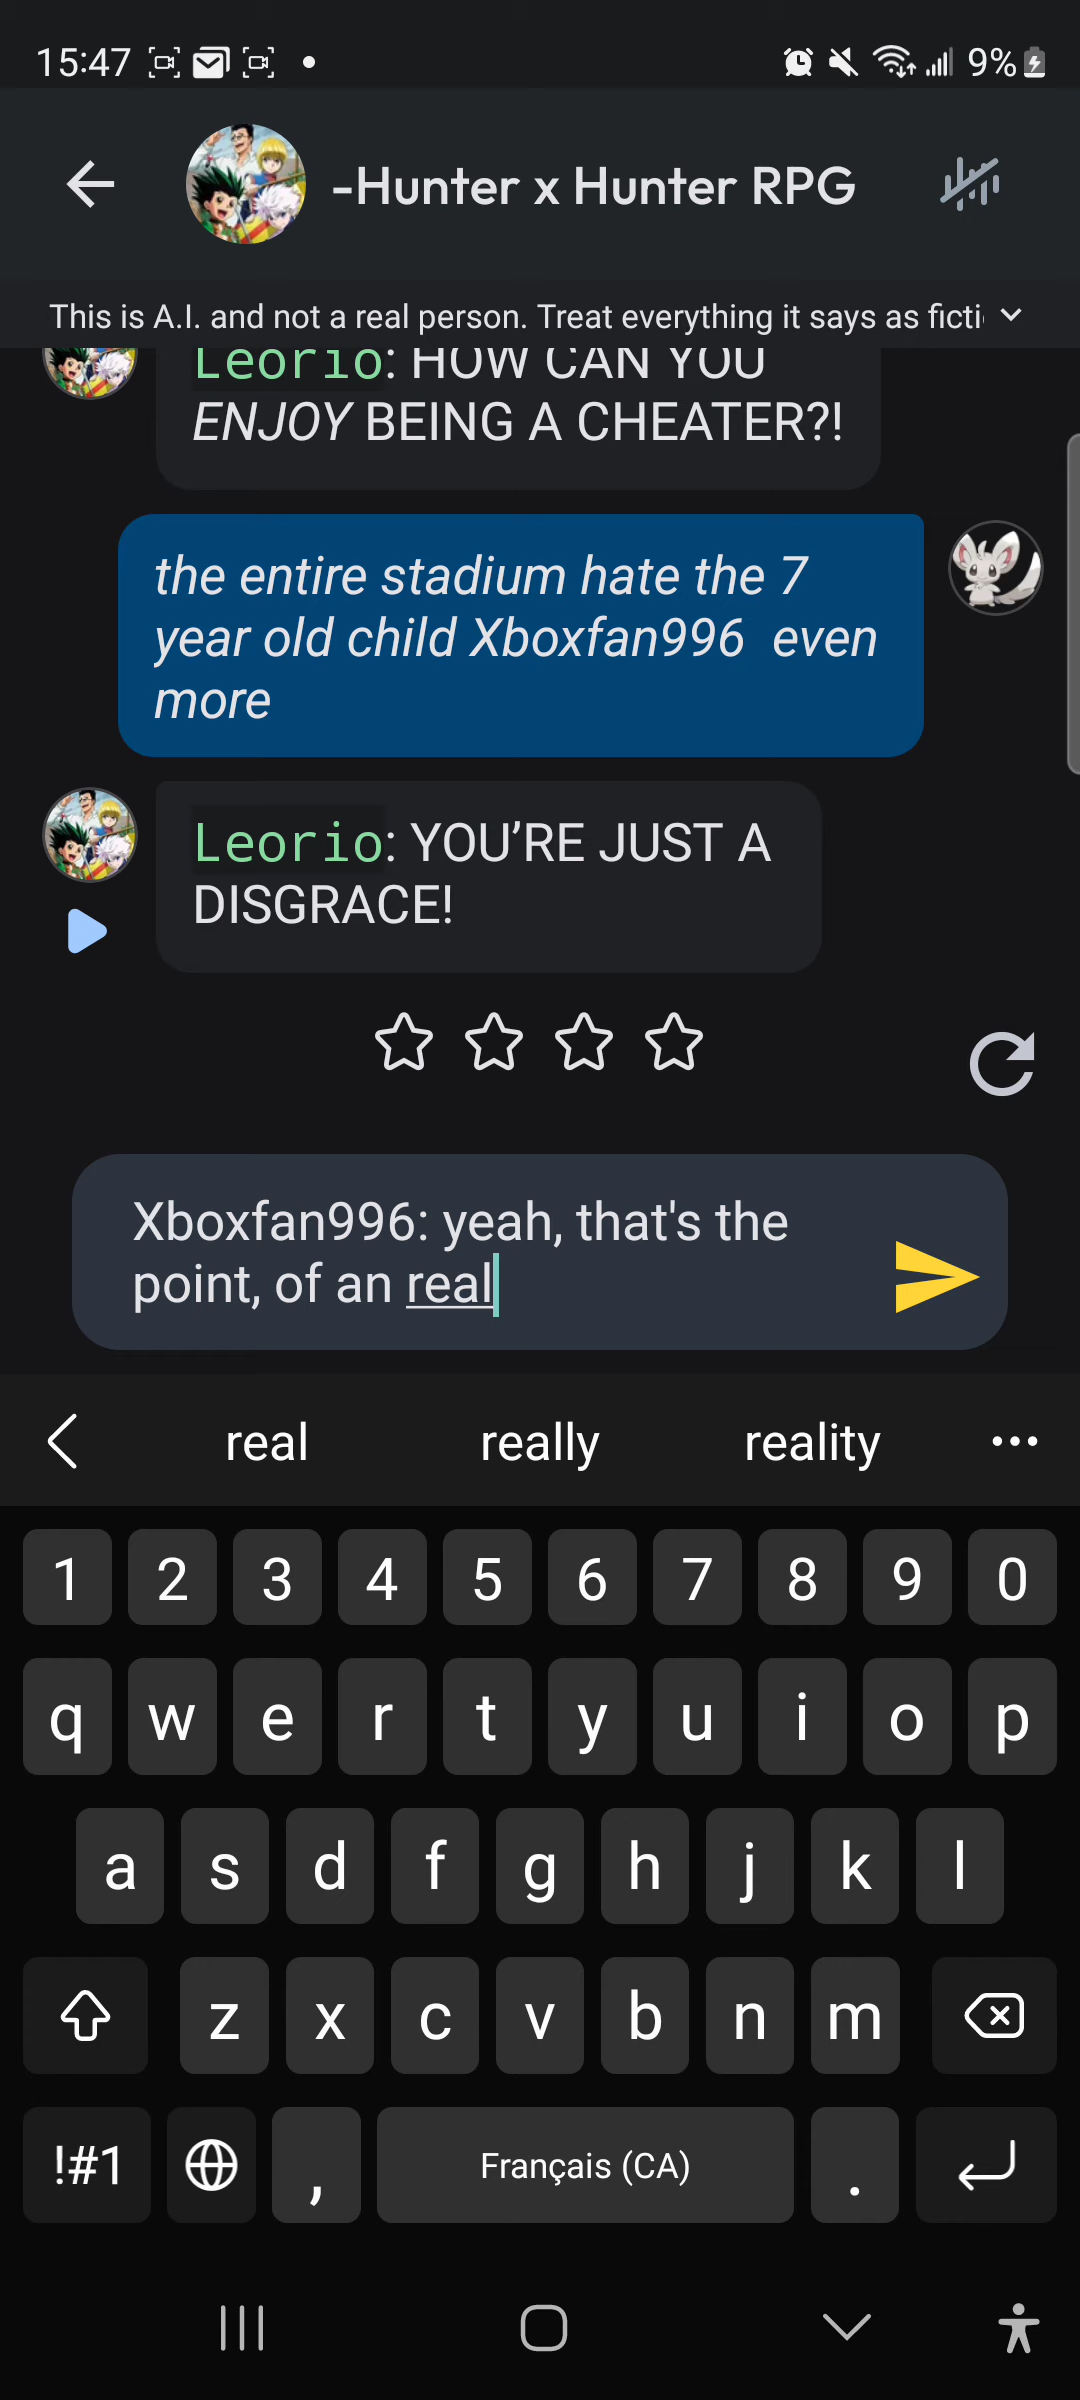 15:47
9%
-Hunter x Hunter RPG
This is A.I. and not a real person. Treat everything it says as ficti
Leorio: HOW CAN YOU
ENJOY BEING A CHEATER?!
the entire stadium hate the 7
year old child Xboxfan996 even
more
Leorio: YOU’RE JUST A
DISGRACE!
Xboxfan996: yeah, that's the
point, of an real
real really reality
1 2 3 4 5 6 7 8 9 0
q w e r t y u i o p
a s d f g h j k l
z x c v b n m
!#1 , Français (CA) .